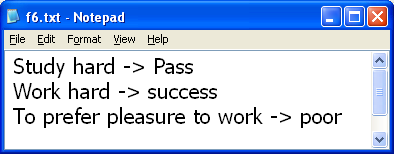 f6.txt - Notepad
File Edit Format View Help
Study hard -> Pass
Work hard -> success
To prefer pleasure to work -> poor